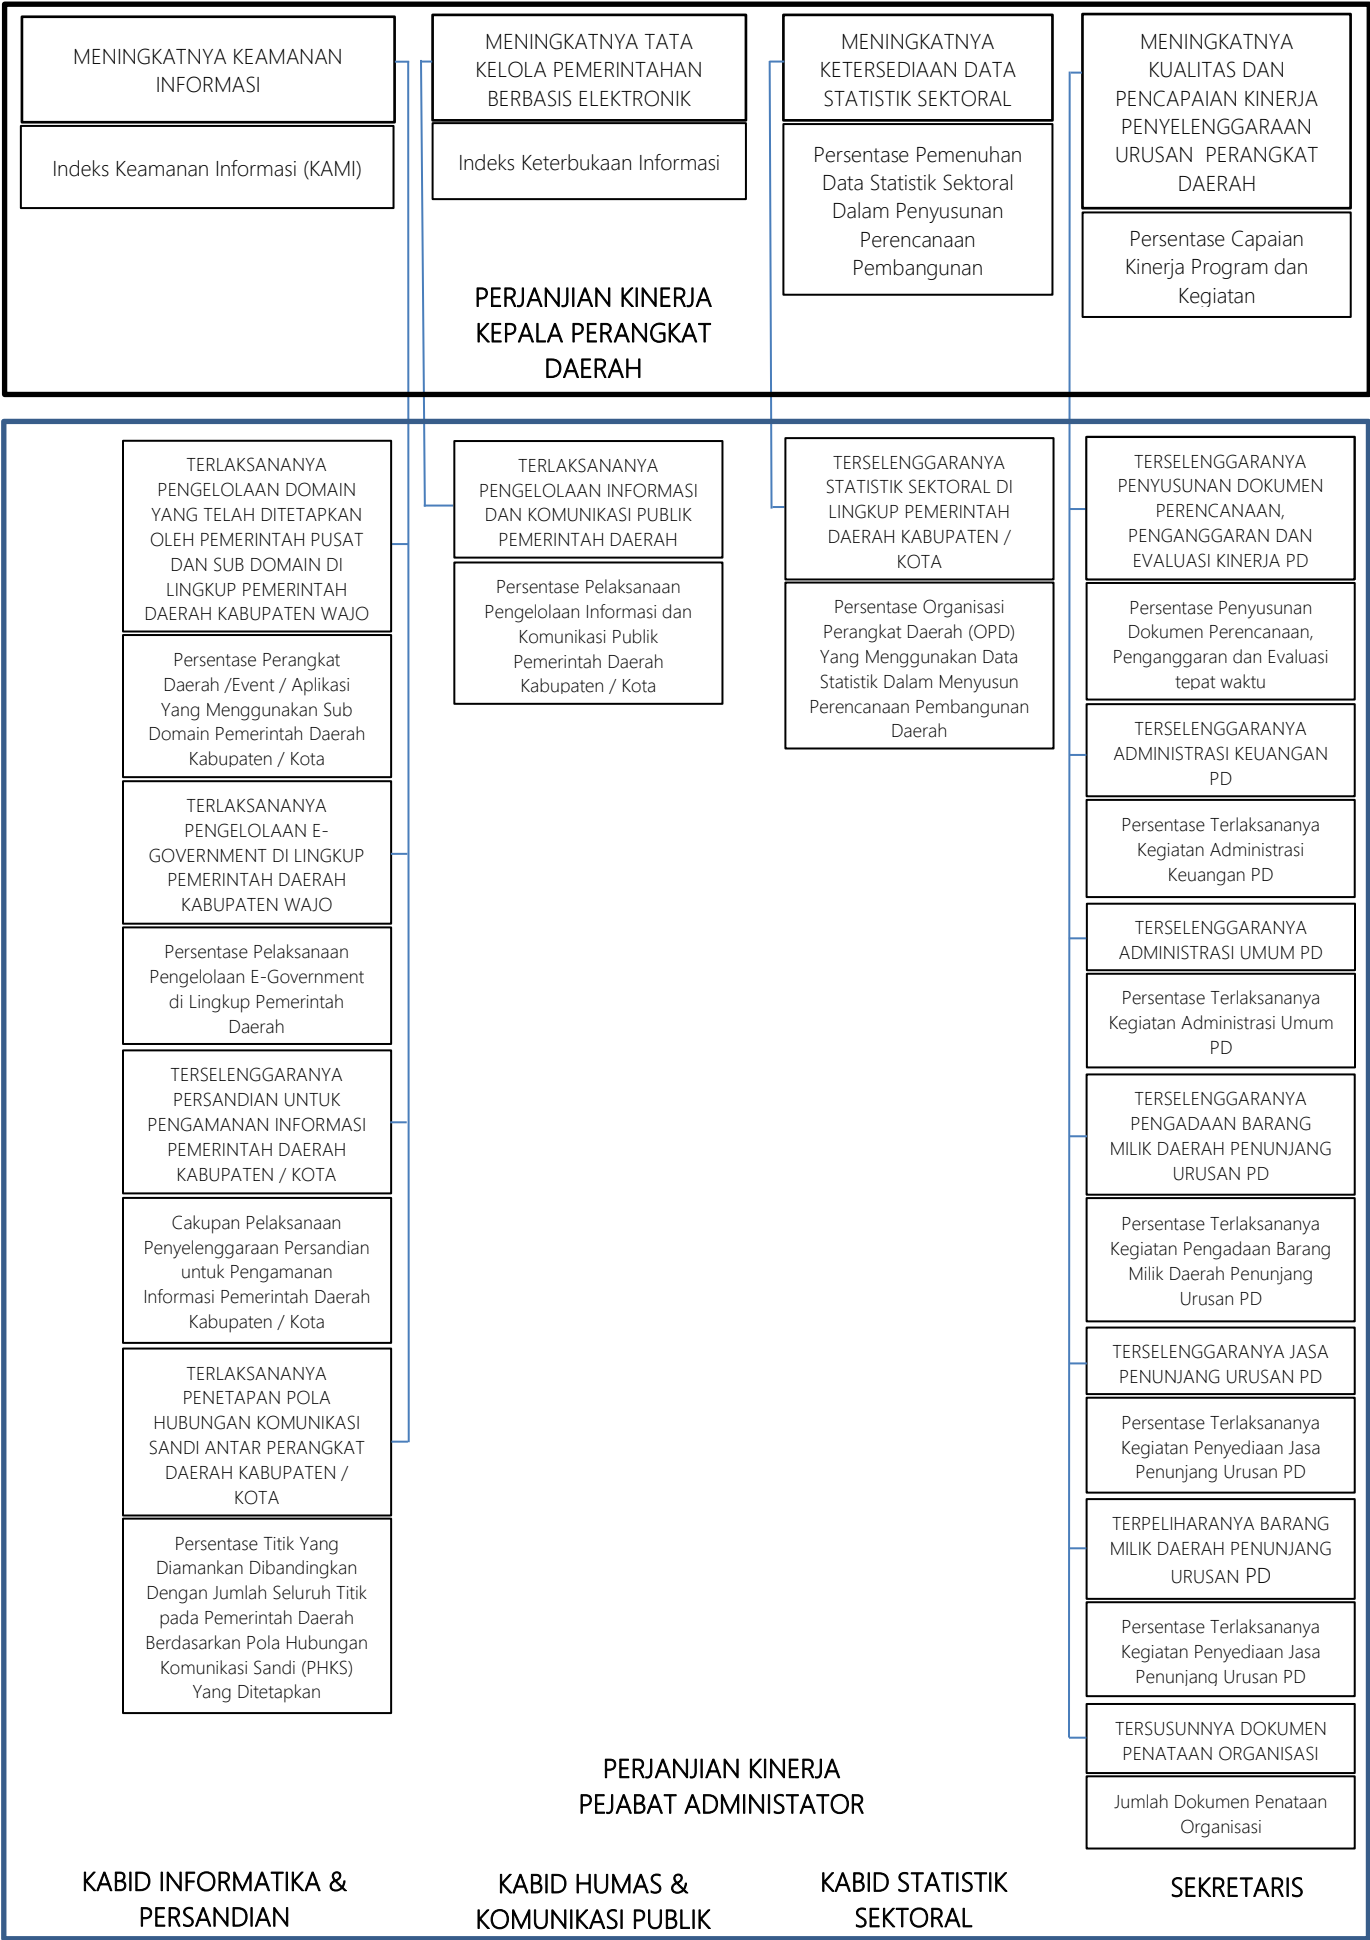 MENINGKATNYA KEAMANAN
INFORMASI
Indeks Keamanan Informasi (KAMI)
MENINGKATNYA TATA
KELOLA PEMERINTAHAN
BERBASIS ELEKTRONIK
Indeks Keterbukaan Informasi
MENINGKATNYA
KETERSEDIAAN DATA
STATISTIK SEKTORAL
Persentase Pemenuhan
Data Statistik Sektoral
Dalam Penyusunan
Perencanaan
Pembangunan
MENINGKATNYA
KUALITAS DAN
PENCAPAIAN KINERJA
PENYELENGGARAAN
URUSAN PERANGKAT
DAERAH
Persentase Capaian
Kinerja Program dan
Kegiatan
PERJANJIAN KINERJA
KEPALA PERANGKAT
DAERAH
TERLAKSANANYA
PENGELOLAAN DOMAIN
YANG TELAH DITETAPKAN
OLEH PEMERINTAH PUSAT
DAN SUB DOMAIN DI
LINGKUP PEMERINTAH
DAERAH KABUPATEN WAJO
Persentase Perangkat
Daerah /Event / Aplikasi
Yang Menggunakan Sub
Domain Pemerintah Daerah
Kabupaten / Kota
TERLAKSANANYA
PENGELOLAAN E-
GOVERNMENT DI LINGKUP
PEMERINTAH DAERAH
KABUPATEN WAJO
Persentase Pelaksanaan
Pengelolaan E-Government
di Lingkup Pemerintah
Daerah
TERSELENGGARANYA
PERSANDIAN UNTUK
PENGAMANAN INFORMASI
PEMERINTAH DAERAH
KABUPATEN / KOTA
Cakupan Pelaksanaan
Penyelenggaraan Persandian
untuk Pengamanan
Informasi Pemerintah Daerah
Kabupaten / Kota
TERLAKSANANYA
PENETAPAN POLA
HUBUNGAN KOMUNIKASI
SANDI ANTAR PERANGKAT
DAERAH KABUPATEN /
KOTA
Persentase Titik Yang
Diamankan Dibandingkan
Dengan Jumlah Seluruh Titik
pada Pemerintah Daerah
Berdasarkan Pola Hubungan
Komunikasi Sandi (PHKS)
Yang Ditetapkan
TERLAKSANANYA
PENGELOLAAN INFORMASI
DAN KOMUNIKASI PUBLIK
PEMERINTAH DAERAH
Persentase Pelaksanaan
Pengelolaan Informasi dan
Komunikasi Publik
Pemerintah Daerah
Kabupaten / Kota
TERSELENGGARANYA
STATISTIK SEKTORAL DI
LINGKUP PEMERINTAH
DAERAH KABUPATEN /
KOTA
Persentase Organisasi
Perangkat Daerah (OPD)
Yang Menggunakan Data
Statistik Dalam Menyusun
Perencanaan Pembangunan
Daerah
TERSELENGGARANYA
PENYUSUNAN DOKUMEN
PERENCANAAN,
PENGANGGARAN DAN
EVALUASI KINERJA PD
Persentase Penyusunan
Dokumen Perencanaan,
Penganggaran dan Evaluasi
tepat waktu
TERSELENGGARANYA
ADMINISTRASI KEUANGAN
PD
Persentase Terlaksananya
Kegiatan Administrasi
Keuangan PD
TERSELENGGARANYA
ADMINISTRASI UMUM PD
Persentase Terlaksananya
Kegiatan Administrasi Umum
PD
TERSELENGGARANYA
PENGADAAN BARANG
MILIK DAERAH PENUNJANG
URUSAN PD
Persentase Terlaksananya
Kegiatan Pengadaan Barang
Milik Daerah Penunjang
Urusan PD
TERSELENGGARANYA JASA
PENUNJANG URUSAN PD
Persentase Terlaksananya
Kegiatan Penyediaan Jasa
Penunjang Urusan PD
TERPELIHARANYA BARANG
MILIK DAERAH PENUNJANG
URUSAN PD
Persentase Terlaksananya
Kegiatan Penyediaan Jasa
Penunjang Urusan PD
TERSUSUNNYA DOKUMEN
PENATAAN ORGANISASI
Jumlah Dokumen Penataan
Organisasi
PERJANJIAN KINERJA
PEJABAT ADMINISTATOR
KABID INFORMATIKA &
PERSANDIAN
KABID HUMAS &
KOMUNIKASI PUBLIK
KABID STATISTIK
SEKTORAL
SEKRETARIS